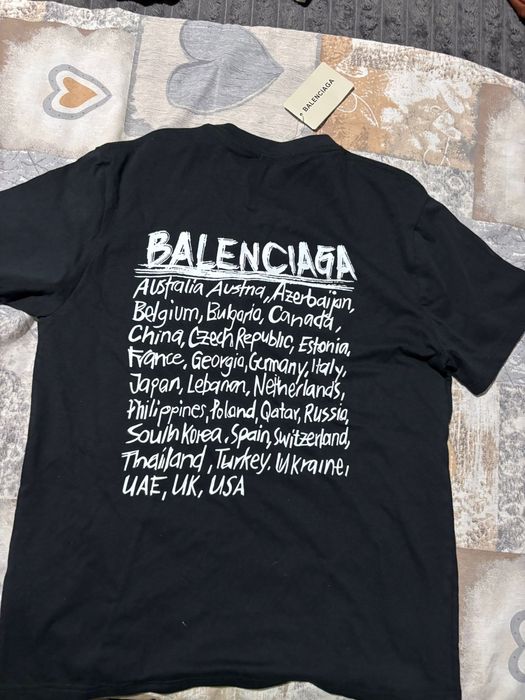 BALENCIAGA
BALENCIAGA
Australia, Austria, Azerbaijan,
Belgium, Bulgaria, Canada,
China, Czech Republic, Estonia,
France, Georgia, Germany, Italy,
Japan, Lebanon, Netherlands,
Philippines, Poland, Qatar, Russia,
South Korea, Spain, Switzerland,
Thailand, Turkey. Ukraine,
UAE, UK, USA